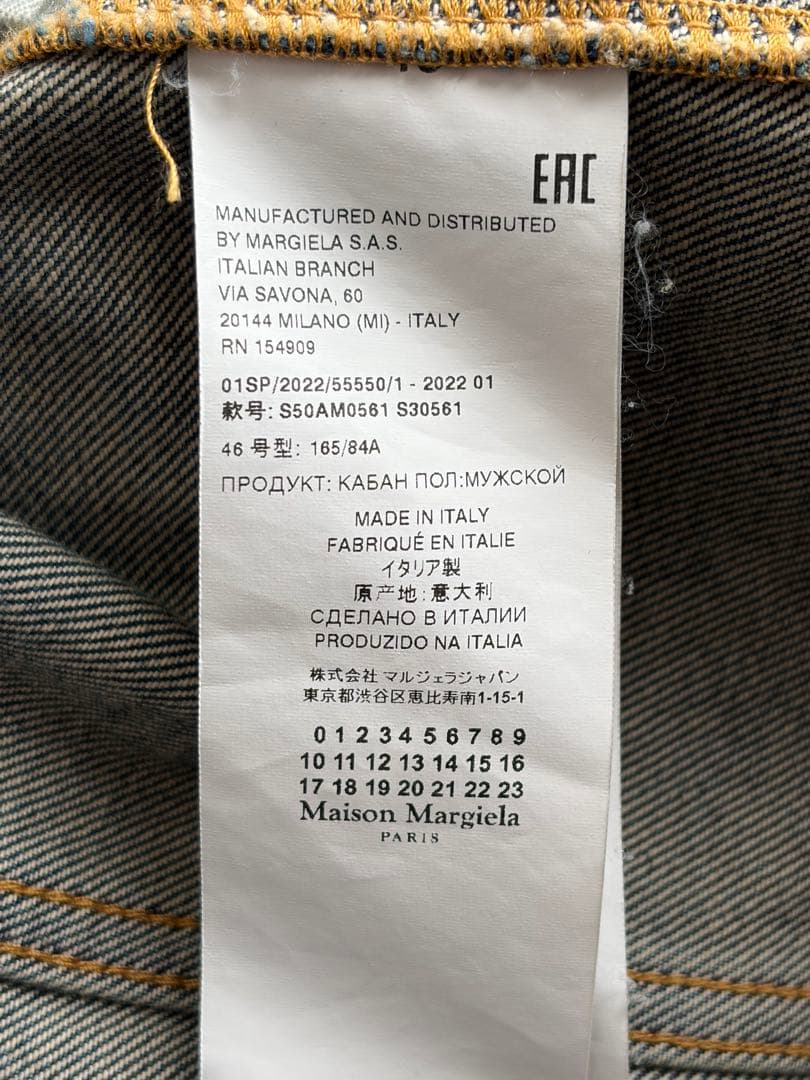 EAC
MANUFACTURED AND DISTRIBUTED
BY MARGIELA S.A.S.
ITALIAN BRANCH
VIA SAVONA, 60
20144 MILANO (MI) - ITALY
RN 154909
01SP/2022/55550/1 - 2022 01
款号: S50AM0561 S30561
46 号型: 165/84A
ПРОДУКТ: КАБАН ПОЛ:МУЖСКОЙ
MADE IN ITALY
FABRIQUÉ EN ITALIE
イタリア製
原产地:意大利
СДЕЛАНО В ИТАЛИИ
PRODUZIDO NA ITALIA
株式会社 マルジェラジャパン
東京都渋谷区恵比寿南1-15-1
0 1 2 3 4 5 6 7 8 9
10 11 12 13 14 15 16
17 18 19 20 21 22 23
Maison Margiela
PARIS